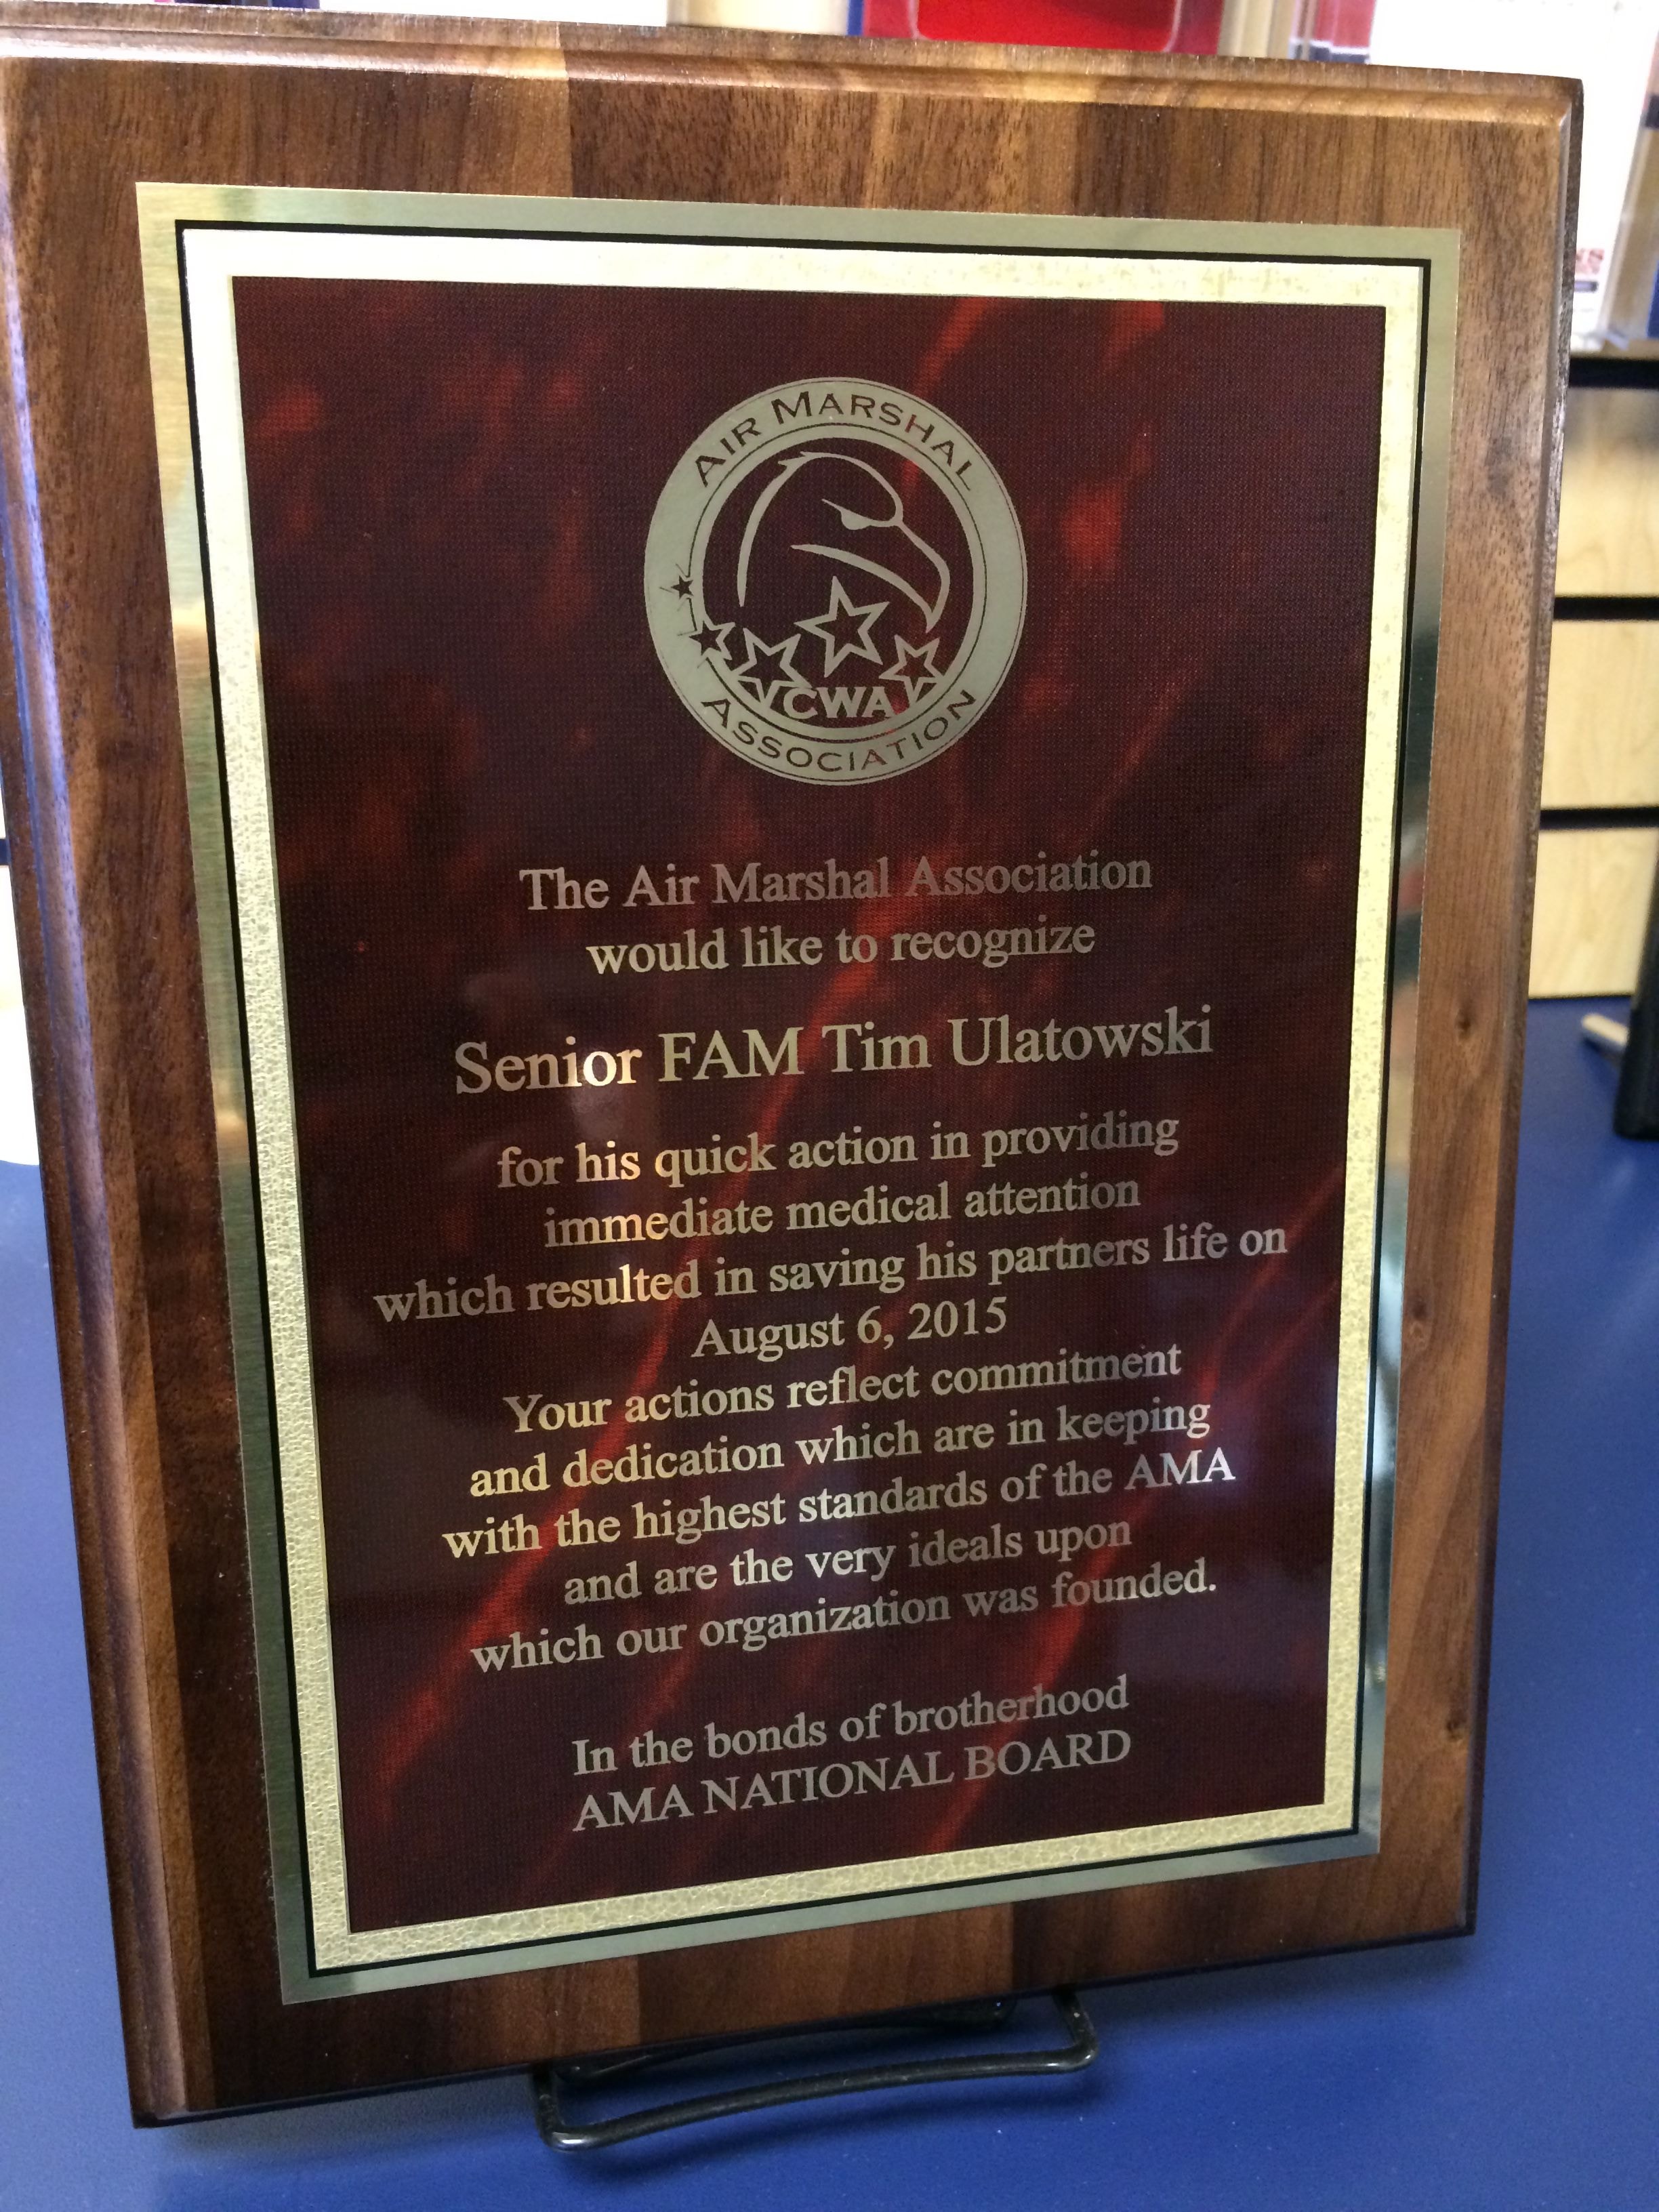 AIR MARSHAL
CWA
ASSOCIATION
The Air Marshal Association
would like to recognize
Senior FAM Tim Ulatowski
for his quick action in providing
immediate medical attention
which resulted in saving his partners life on
August 6, 2015
Your actions reflect commitment
and dedication which are in keeping
with the highest standards of the AMA
and are the very ideals upon
which our organization was founded.
In the bonds of brotherhood
AMA NATIONAL BOARD